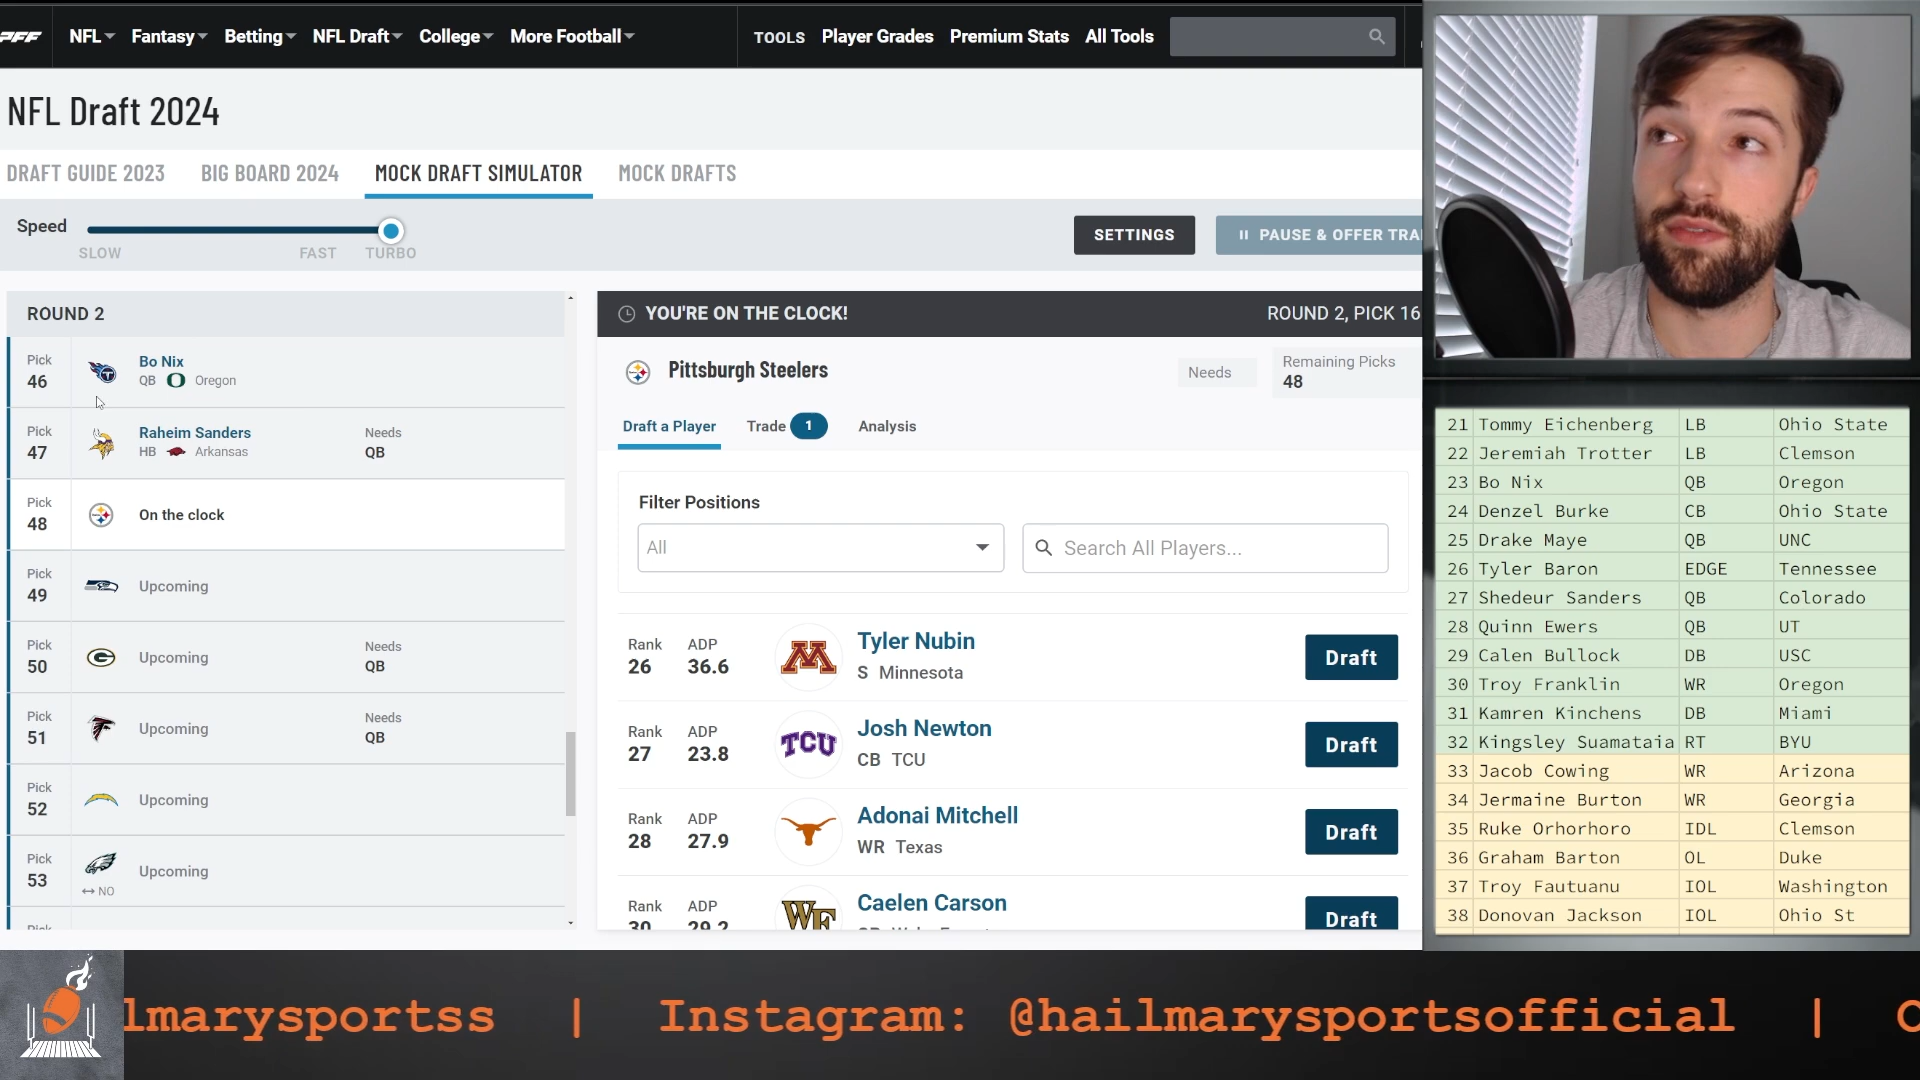 PFF NFL Fantasy Betting NFL Draft College More Football TOOLS Player Grades Premium Stats All Tools
NFL Draft 2024
DRAFT GUIDE 2023 BIG BOARD 2024 MOCK DRAFT SIMULATOR MOCK DRAFTS
Speed
SLOW FAST TURBO
SETTINGS
PAUSE & OFFER TRA
ROUND 2
Pick 46
Bo Nix
QB O Oregon
Pick 47
Raheim Sanders
HB Arkansas
Needs
QB
Pick 48
On the clock
Pick 49
Upcoming
Pick 50
Upcoming
Needs
QB
Pick 51
Upcoming
Needs
QB
Pick 52
Upcoming
Pick 53
NO
Upcoming
YOU'RE ON THE CLOCK!
ROUND 2, PICK 16
Pittsburgh Steelers
Needs
Remaining Picks
48
Draft a Player Trade 1 Analysis
Filter Positions
All
Search All Players...
Rank 26 ADP 36.6
Tyler Nubin
S Minnesota
Draft
Rank 27 ADP 23.8
TCU
Josh Newton
CB TCU
Draft
Rank 28 ADP 27.9
Adonai Mitchell
WR Texas
Draft
Rank 30 ADP 29.2
WF
Caelen Carson
Draft
21 Tommy Eichenberg LB Ohio State
22 Jeremiah Trotter LB Clemson
23 Bo Nix QB Oregon
24 Denzel Burke CB Ohio State
25 Drake Maye QB UNC
26 Tyler Baron EDGE Tennessee
27 Shedeur Sanders QB Colorado
28 Quinn Ewers QB UT
29 Calen Bullock DB USC
30 Troy Franklin WR Oregon
31 Kamren Kinchens DB Miami
32 Kingsley Suamataia RT BYU
33 Jacob Cowing WR Arizona
34 Jermaine Burton WR Georgia
35 Ruke Orhorhoro IDL Clemson
36 Graham Barton OL Duke
37 Troy Fautuanu IOL Washington
38 Donovan Jackson IOL Ohio St
lmarysportss | Instagram: @hailmarysportsofficial |